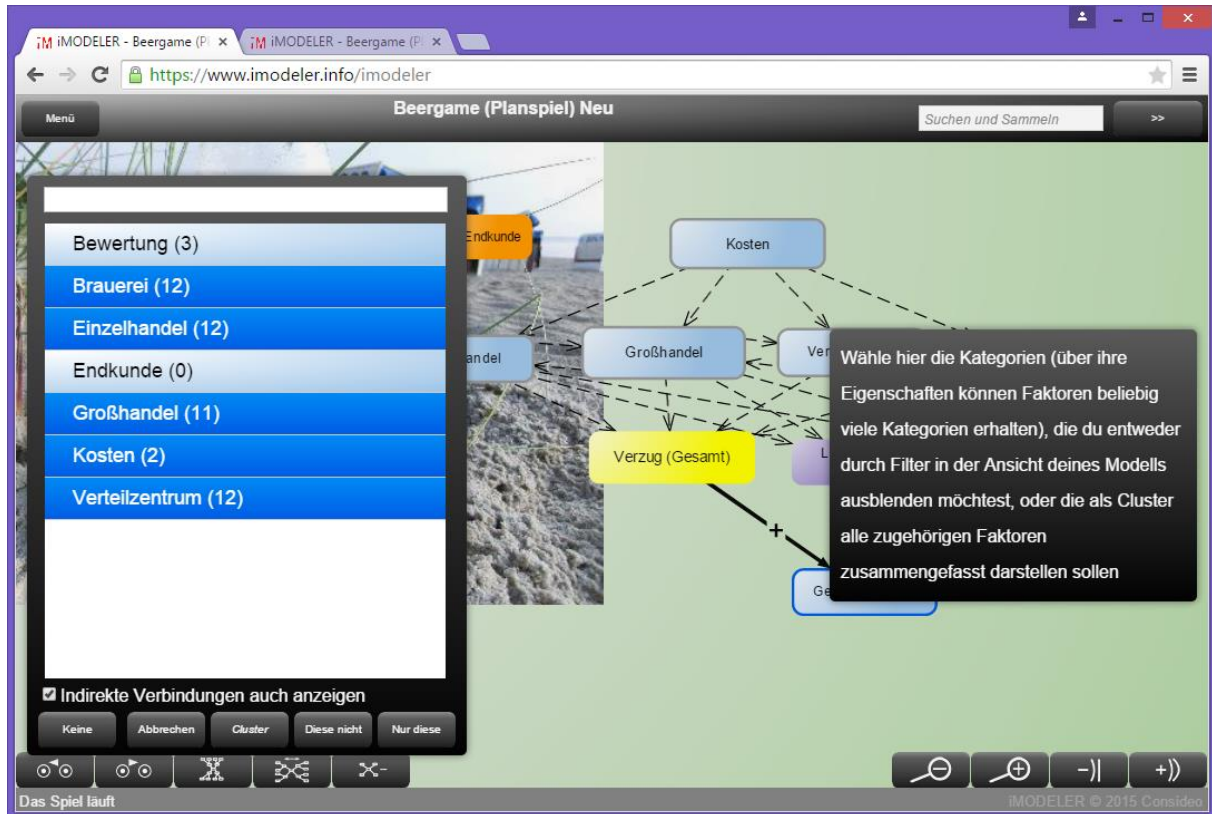 iM iMODELER - Beergame (Pl ×
iM iMODELER - Beergame (Pl ×
https://www.imodeler.info/imodeler
Menü
Beergame (Planspiel) Neu
Suchen und Sammeln
>>
Bewertung (3)
Brauerei (12)
Einzelhandel (12)
Endkunde (0)
Großhandel (11)
Kosten (2)
Verteilzentrum (12)
Indirekte Verbindungen auch anzeigen
Keine
Abbrechen
Cluster
Diese nicht
Nur diese
Endkunde
Kosten
andel
Großhandel
Ver
Verzug (Gesamt)
L
+
Ge
Wähle hier die Kategorien (über ihre
Eigenschaften können Faktoren beliebig
viele Kategorien erhalten), die du entweder
durch Filter in der Ansicht deines Modells
ausblenden möchtest, oder die als Cluster
alle zugehörigen Faktoren
zusammengefasst darstellen sollen
-)|
+))
Das Spiel läuft
iMODELER © 2015 Consideo